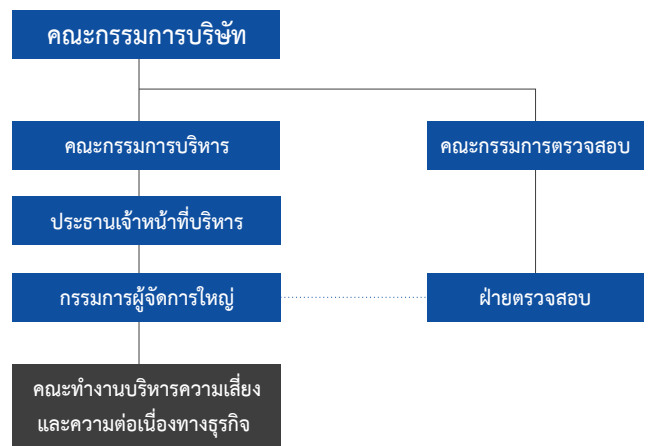 คณะกรรมการบริษัท
คณะกรรมการบริหาร
คณะกรรมการตรวจสอบ
ประธานเจ้าหน้าที่บริหาร
กรรมการผู้จัดการใหญ่
ฝ่ายตรวจสอบ
คณะทำงานบริหารความเสี่ยง
และความต่อเนื่องทางธุรกิจ